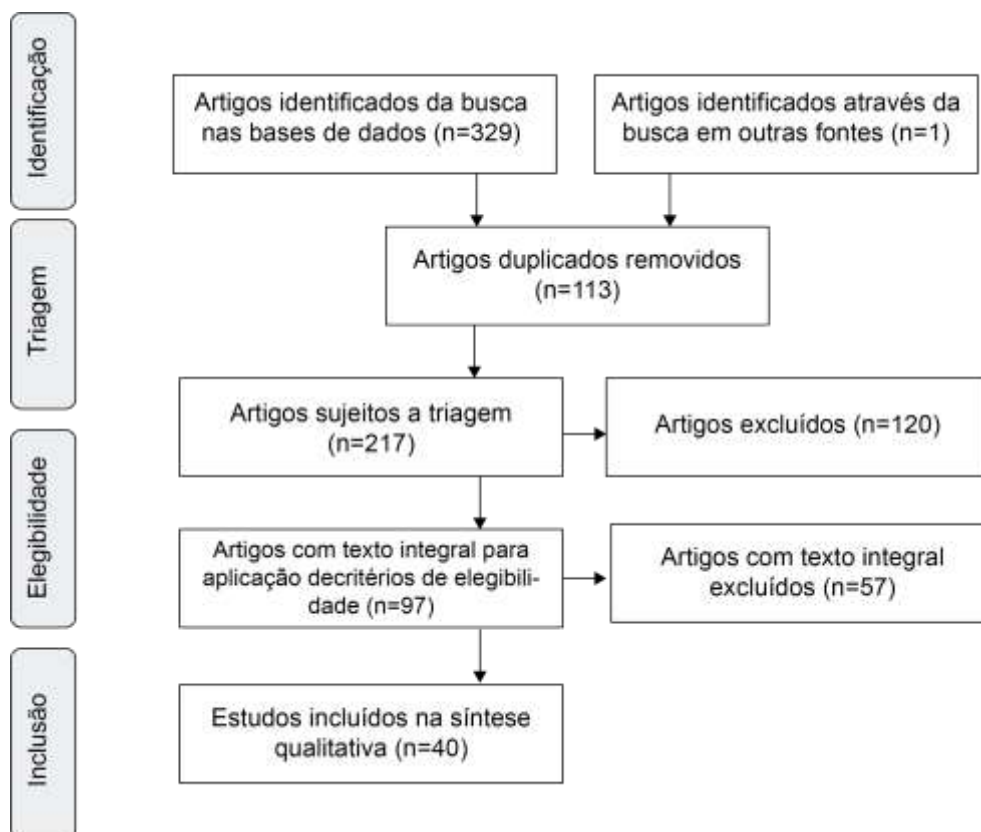 Identificação
Artigos identificados da busca
nas bases de dados (n=329)
Artigos identificados através da
busca em outras fontes (n=1)
Triagem
Artigos duplicados removidos
(n=113)
Artigos sujeitos a triagem
(n=217)
Artigos excluídos (n=120)
Elegibilidade
Artigos com texto integral para
aplicação decritérios de elegibili-
dade (n=97)
Artigos com texto integral
excluídos (n=57)
Inclusão
Estudos incluídos na síntese
qualitativa (n=40)